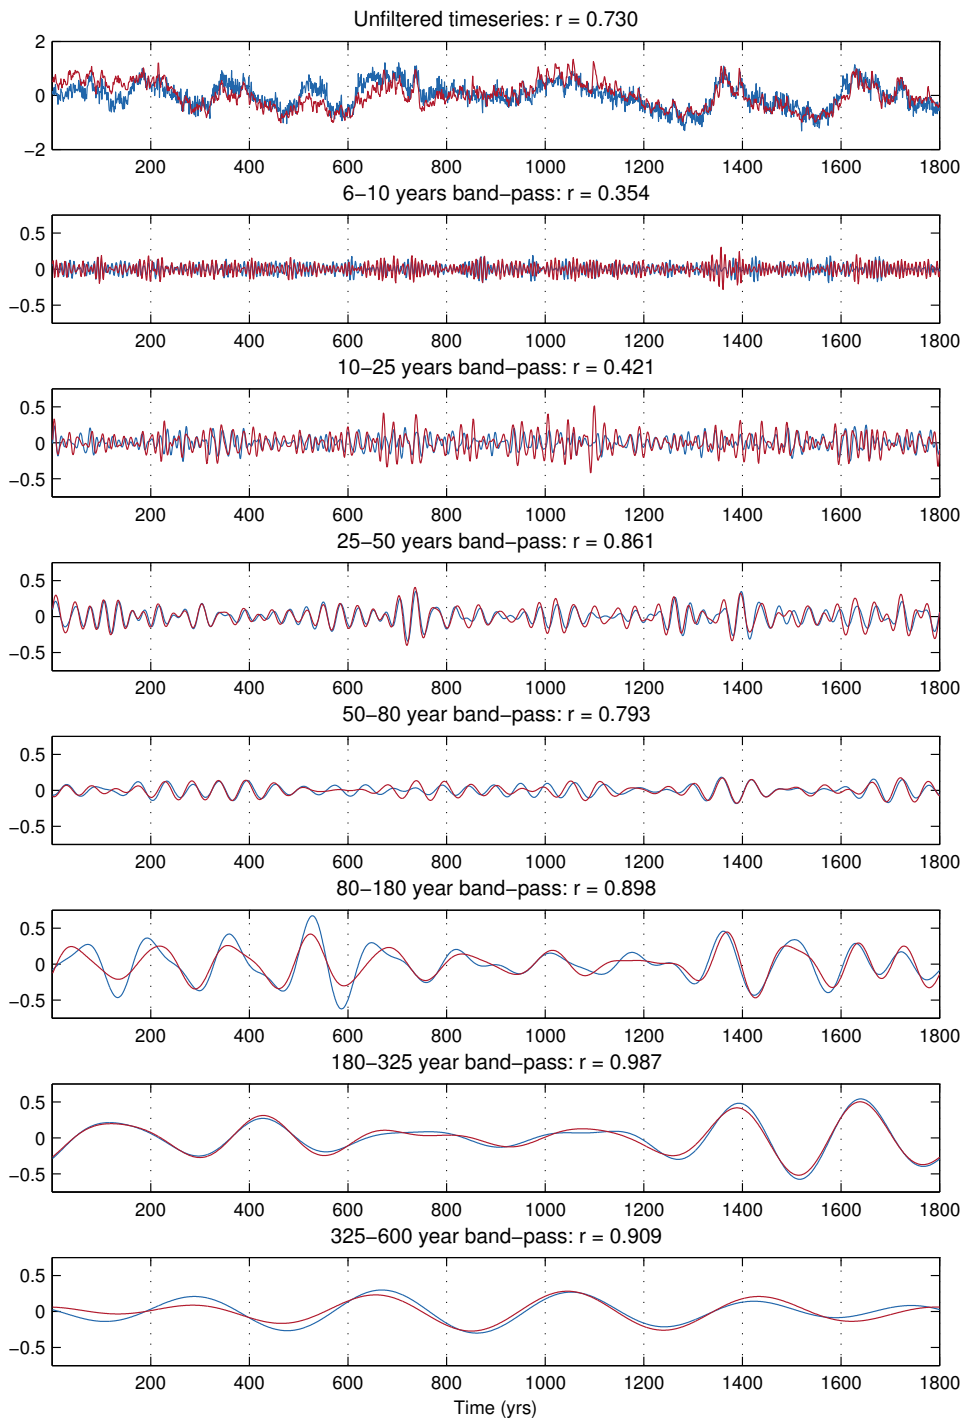 Unfiltered timeseries: r = 0.730
2
0
−2
200 400 600 800 1000 1200 1400 1600 1800
6−10 years band−pass: r = 0.354
0.5
0
−0.5
200 400 600 800 1000 1200 1400 1600 1800
10−25 years band−pass: r = 0.421
0.5
0
−0.5
200 400 600 800 1000 1200 1400 1600 1800
25−50 years band−pass: r = 0.861
0.5
0
−0.5
200 400 600 800 1000 1200 1400 1600 1800
50−80 year band−pass: r = 0.793
0.5
0
−0.5
200 400 600 800 1000 1200 1400 1600 1800
80−180 year band−pass: r = 0.898
0.5
0
−0.5
200 400 600 800 1000 1200 1400 1600 1800
180−325 year band−pass: r = 0.987
0.5
0
−0.5
200 400 600 800 1000 1200 1400 1600 1800
325−600 year band−pass: r = 0.909
0.5
0
−0.5
200 400 600 800 1000 1200 1400 1600 1800
Time (yrs)